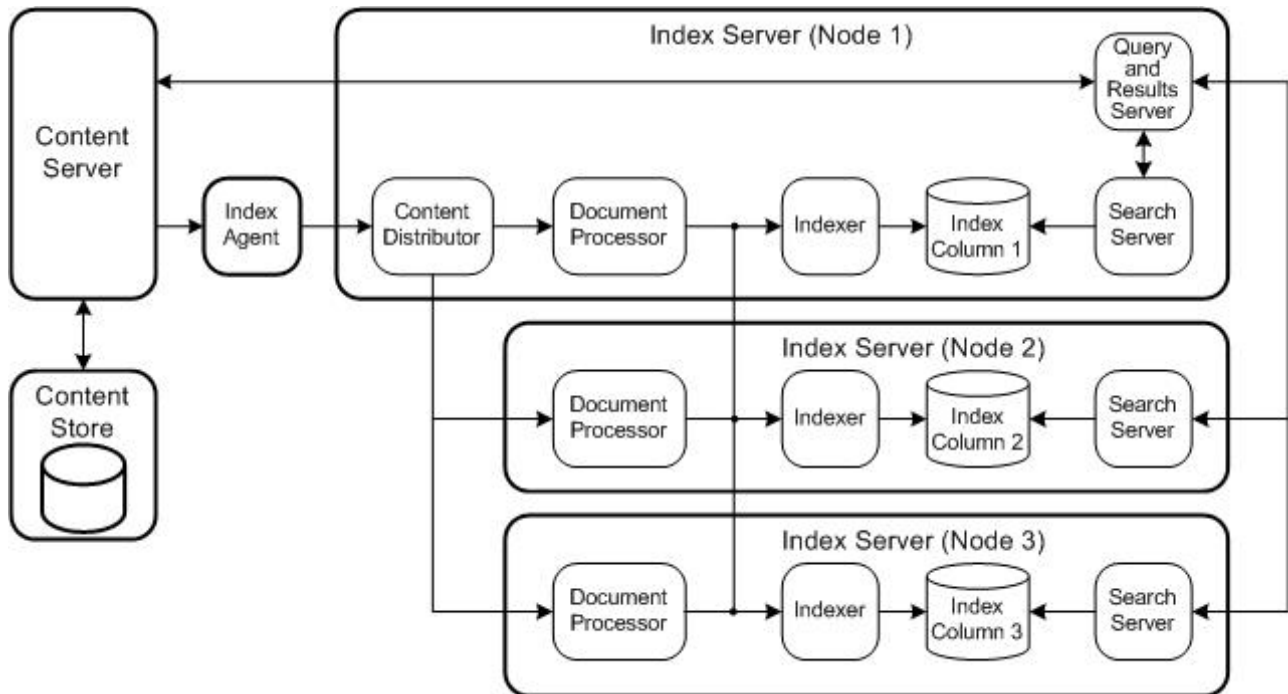 Index Server (Node 1)
Query
and
Results
Server
Content
Server
Index
Agent
Content
Distributor
Document
Processor
Indexer
Index
Column 1
Search
Server
Content
Store
Index Server (Node 2)
Document
Processor
Indexer
Index
Column 2
Search
Server
Index Server (Node 3)
Document
Processor
Indexer
Index
Column 3
Search
Server